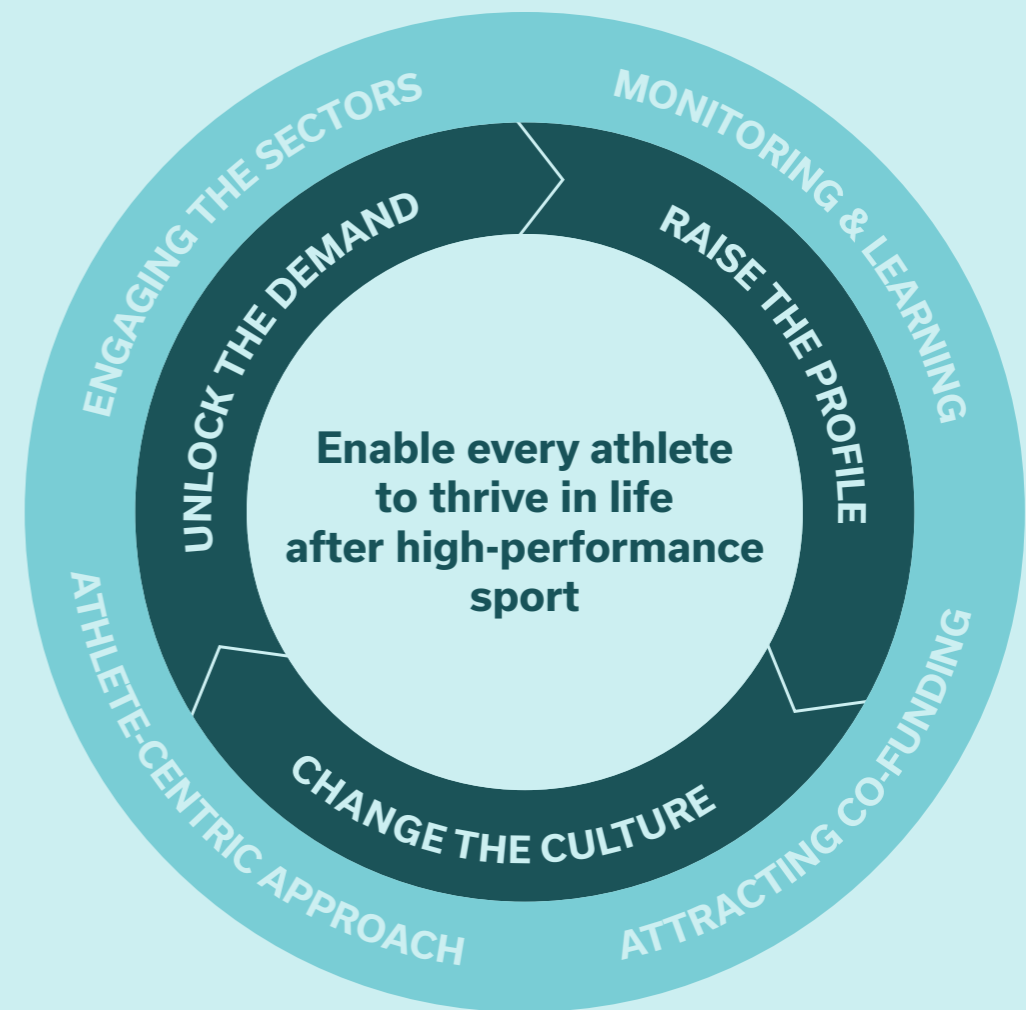 ENGAGING THE SECTORS
MONITORING & LEARNING
UNLOCK THE DEMAND
RAISE THE PROFILE
Enable every athlete
to thrive in life
after high-performance
sport
CHANGE THE CULTURE
ATHLETE-CENTRIC APPROACH
ATTRACTING CO-FUNDING